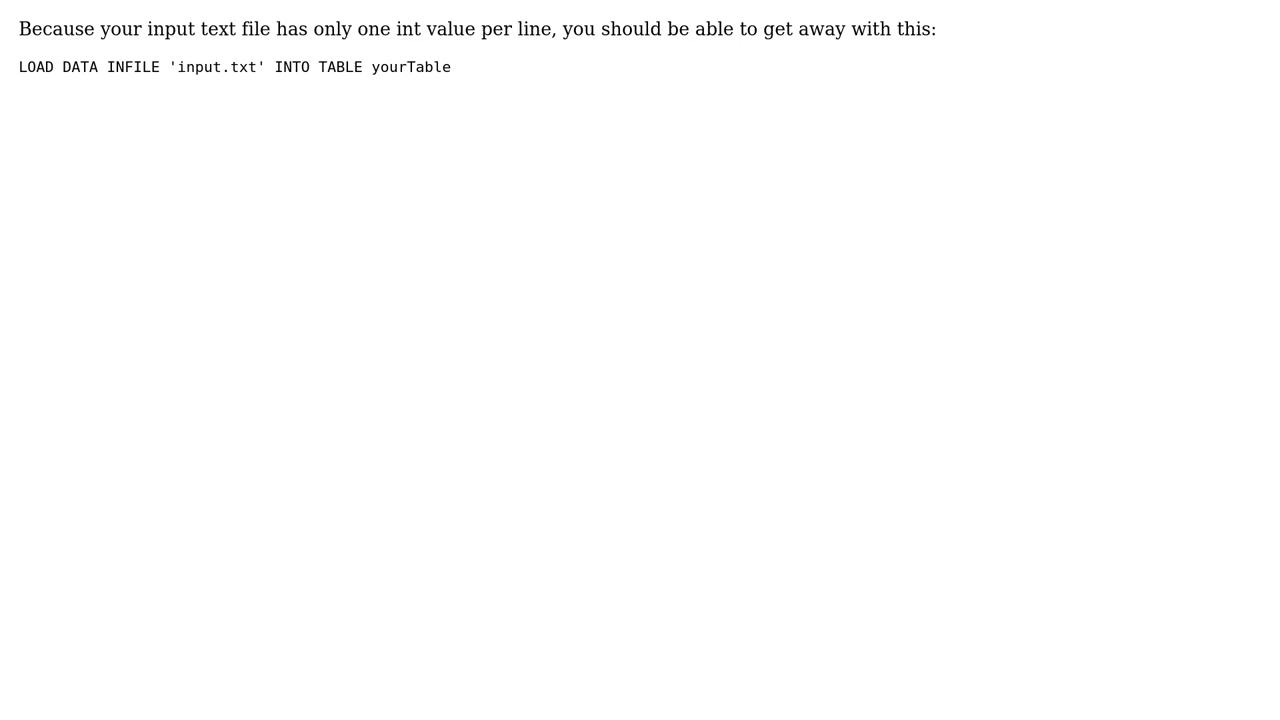 Because your input text file has only one int value per line, you should be able to get away with this:
LOAD DATA INFILE 'input.txt' INTO TABLE yourTable